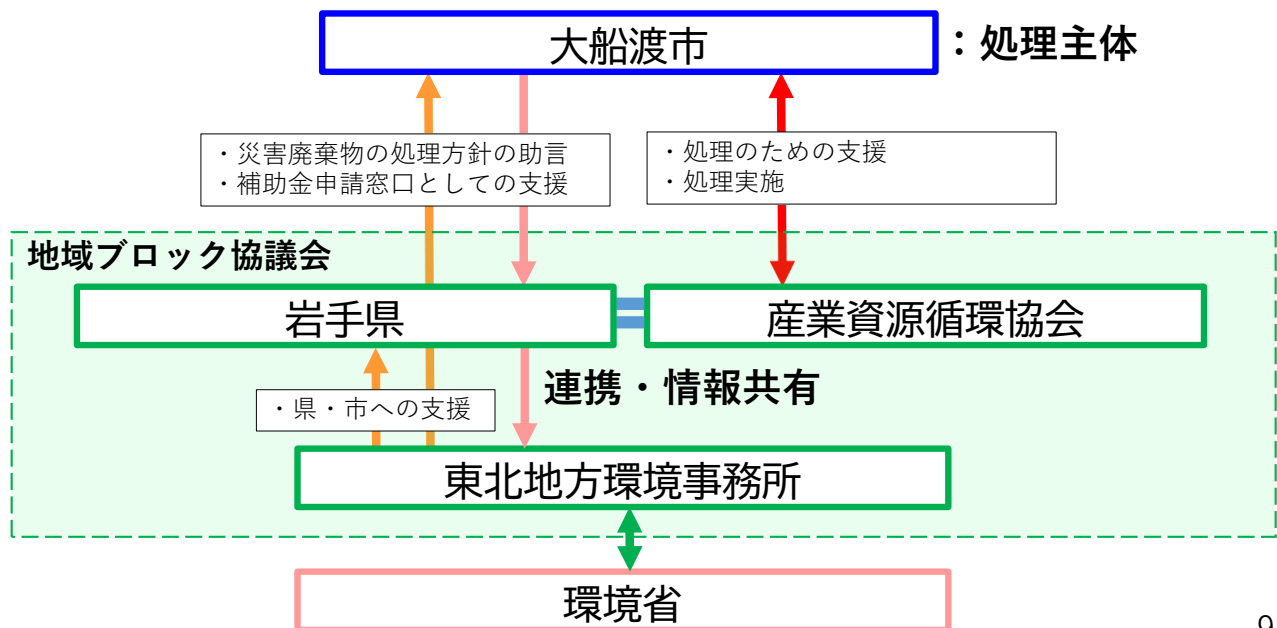 大船渡市
：処理主体
・災害廃棄物の処理方針の助言
・補助金申請窓口としての支援
・処理のための支援
・処理実施
地域ブロック協議会
岩手県
産業資源循環協会
・県・市への支援
連携・情報共有
東北地方環境事務所
環境省
9